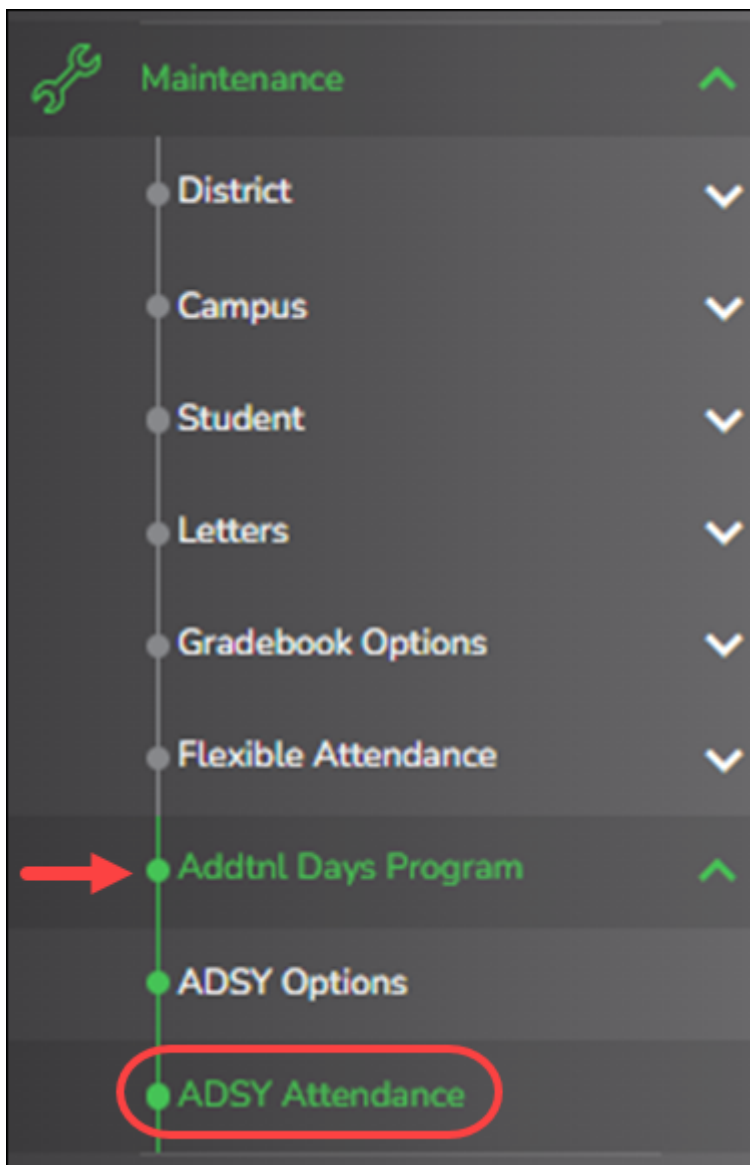 Maintenance
District
Campus
Student
Letters
Gradebook Options
Flexible Attendance
Addtnl Days Program
ADSY Options
ADSY Attendance